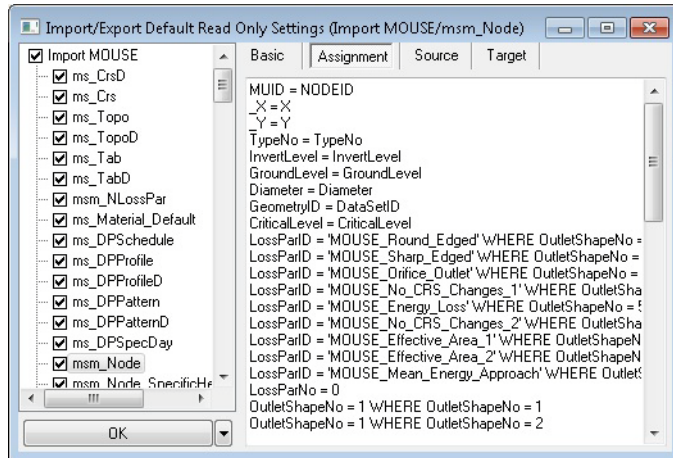 Import/Export Default Read Only Settings (Import MOUSE/msm_Node)
Import MOUSE
ms_CrsD
ms_Crs
ms_Topo
ms_TopoD
ms_Tab
ms_TabD
msm_NLossPar
ms_Material_Default
ms_DPSchedule
ms_DPProfile
ms_DPProfileD
ms_DPPattern
ms_DPPatternD
ms_DPSpecDay
msm_Node
msm_Node_SpecificHe
OK
Basic Assignment Source Target
MUID = NODEID
_X = X
_Y = Y
TypeNo = TypeNo
InvertLevel = InvertLevel
GroundLevel = GroundLevel
Diameter = Diameter
GeometryID = DataSetID
CriticalLevel = CriticalLevel
LossParID = 'MOUSE_Round_Edged' WHERE OutletShapeNo =
LossParID = 'MOUSE_Sharp_Edged' WHERE OutletShapeNo =
LossParID = 'MOUSE_Orifice_Outlet' WHERE OutletShapeNo =
LossParID = 'MOUSE_No_CRS_Changes_1' WHERE OutletSha
LossParID = 'MOUSE_Energy_Loss' WHERE OutletShapeNo = 5
LossParID = 'MOUSE_No_CRS_Changes_2' WHERE OutletSha
LossParID = 'MOUSE_Effective_Area_1' WHERE OutletShapeN
LossParID = 'MOUSE_Effective_Area_2' WHERE OutletShapeN
LossParID = 'MOUSE_Mean_Energy_Approach' WHERE OutletS
LossParNo = 0
OutletShapeNo = 1 WHERE OutletShapeNo = 1
OutletShapeNo = 1 WHERE OutletShapeNo = 2